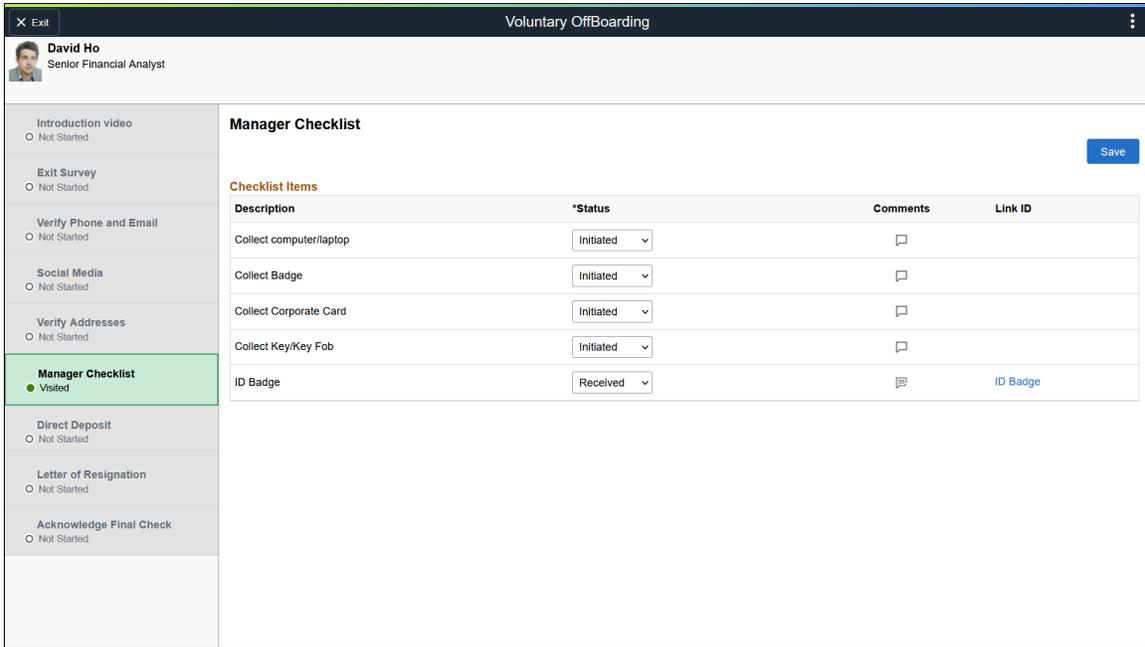 Exit
Voluntary OffBoarding
David Ho
Senior Financial Analyst
Introduction video
Not Started
Exit Survey
Not Started
Verify Phone and Email
Not Started
Social Media
Not Started
Verify Addresses
Not Started
Manager Checklist
Visited
Direct Deposit
Not Started
Letter of Resignation
Not Started
Acknowledge Final Check
Not Started
Manager Checklist
Save
Checklist Items
Description *Status Comments Link ID
Collect computer/laptop Initiated
Collect Badge Initiated
Collect Corporate Card Initiated
Collect Key/Key Fob Initiated
ID Badge Received ID Badge